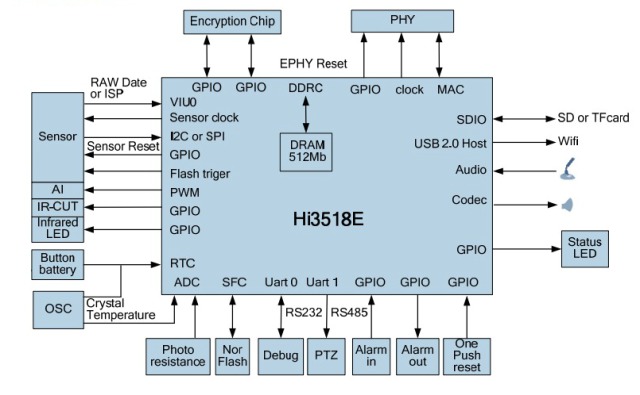 Encryption Chip
PHY
EPHY Reset
RAW Date
or ISP
GPIO
GPIO
DDRC
GPIO
clock
MAC
VIU0
Sensor clock
SDIO
SD or TFcard
Sensor
I2C or SPI
DRAM
512Mb
USB 2.0 Host
Wifi
Sensor Reset
GPIO
Flash triger
Audio
AI
PWM
IR-CUT
GPIO
Codec
Hi3518E
Infrared
LED
GPIO
GPIO
Status
LED
Button
battery
RTC
ADC
SFC
Uart 0
Uart 1
GPIO
GPIO
GPIO
OSC
Crystal
Temperature
RS232
RS485
Photo
resistance
Nor
Flash
Debug
PTZ
Alarm
in
Alarm
out
One
Push
reset